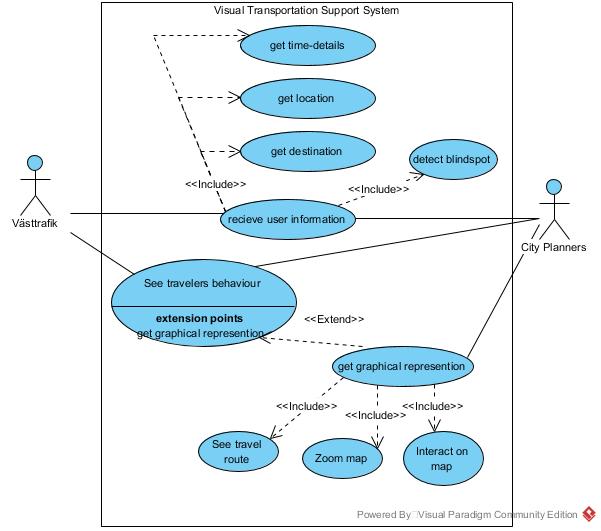 Visual Transportation Support System
get time-details
get location
get destination
detect blindspot
<<Include>>
<<Include>>
recieve user information
Västtrafik
City Planners
See travelers behaviour
extension points
get graphical represention
<<Extend>>
get graphical represention
<<Include>>
<<Include>>
<<Include>>
See travel
route
Zoom map
Interact on
map
Powered By Visual Paradigm Community Edition